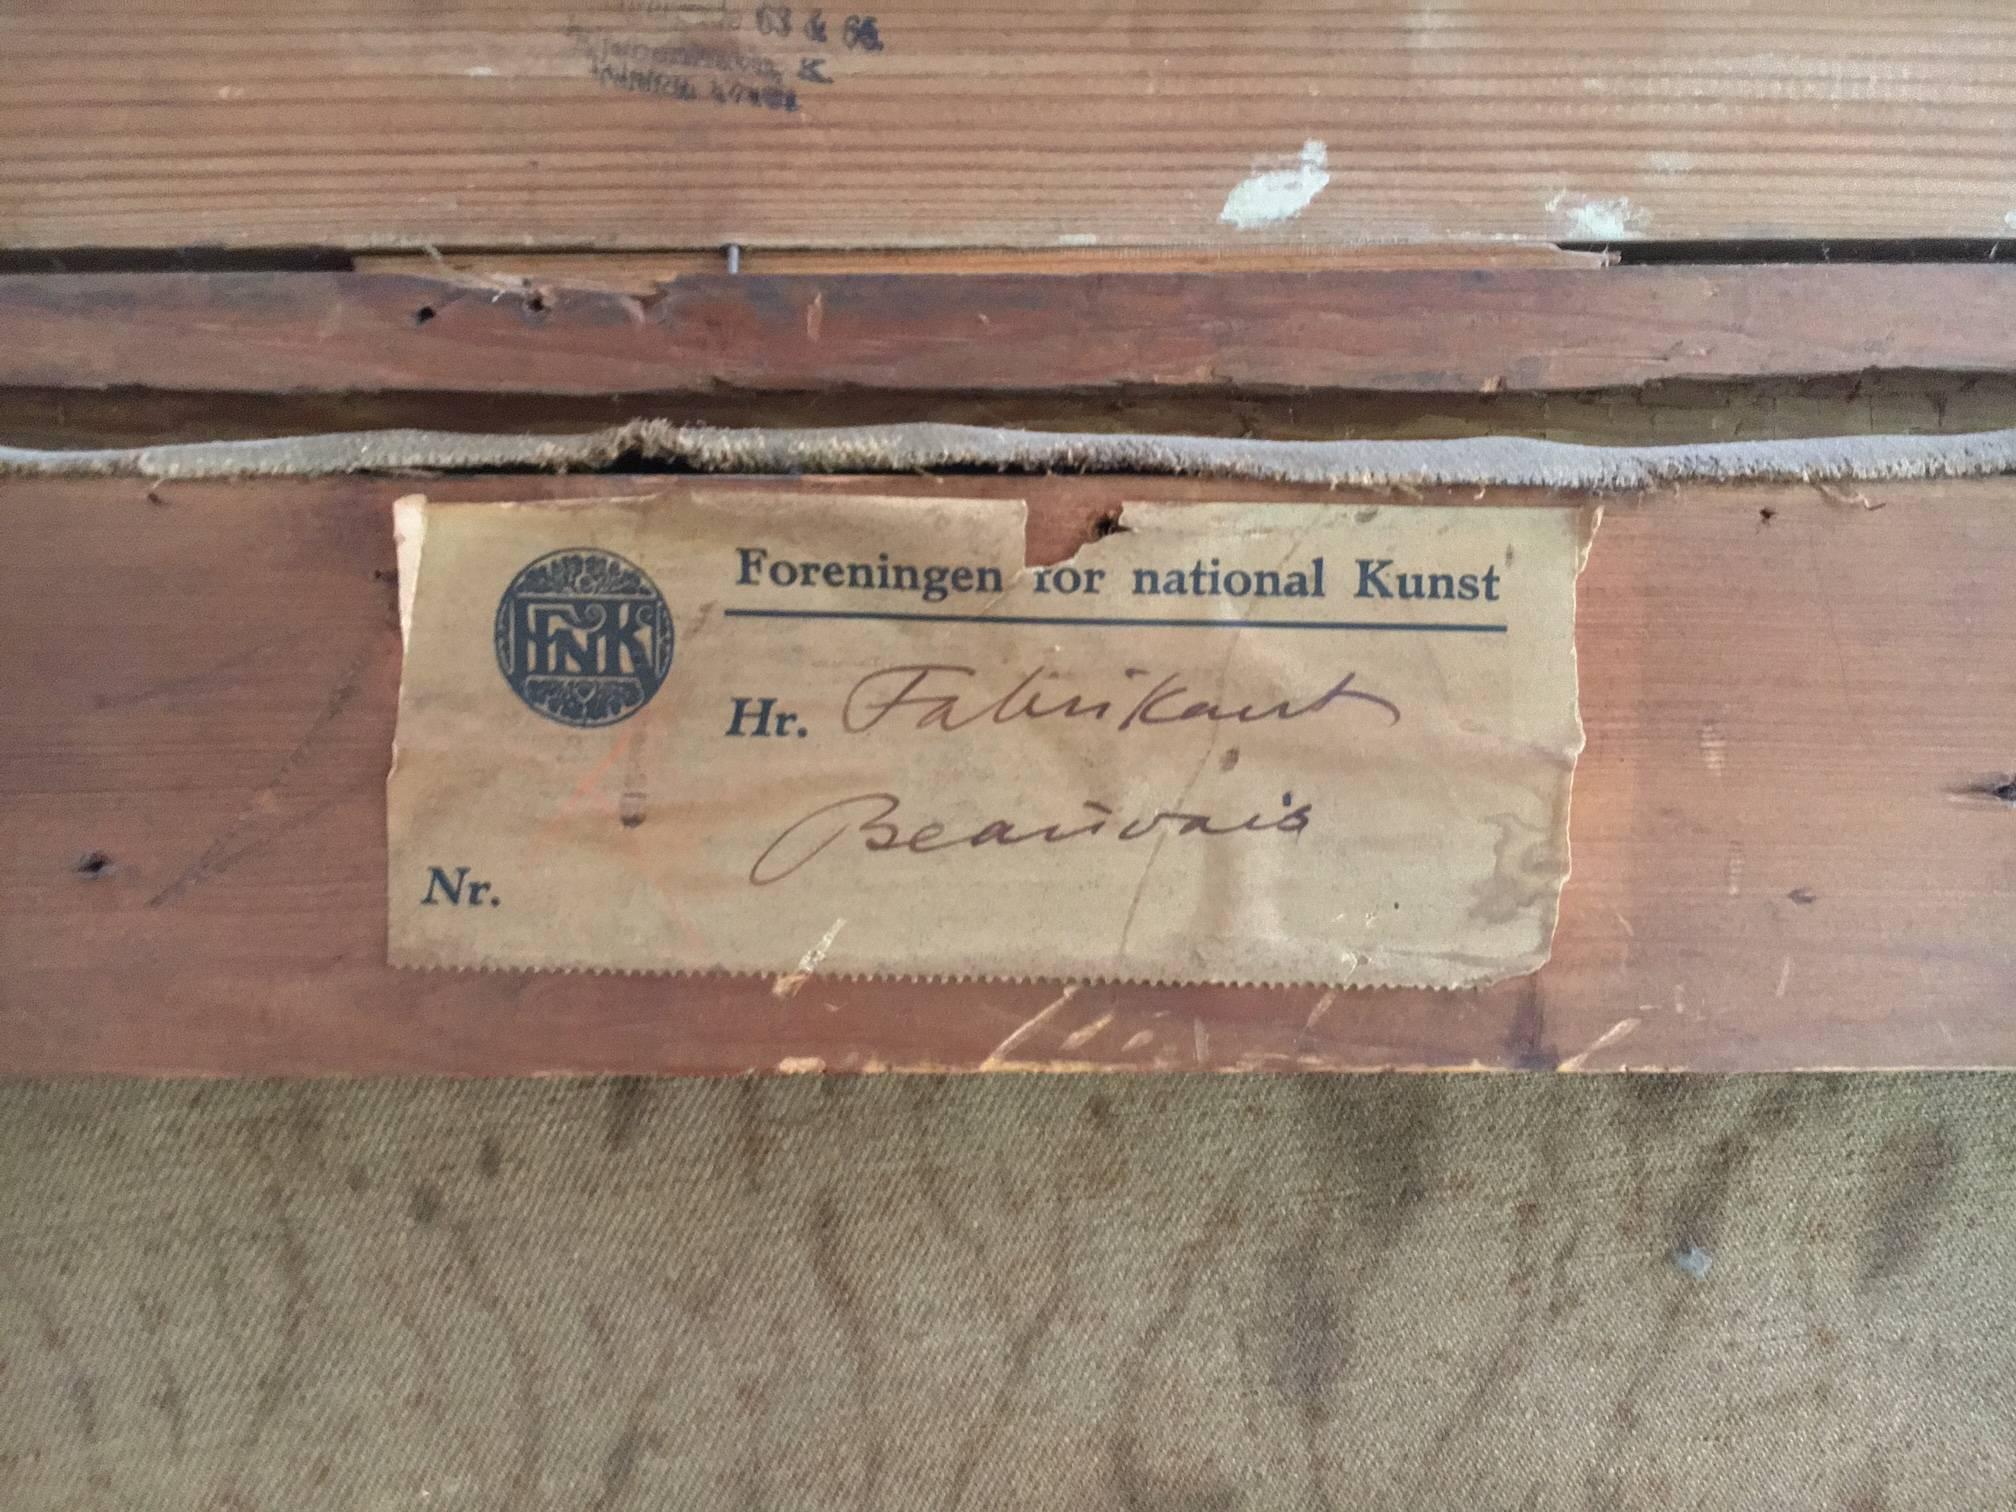 63 & 65.
K.
FNK
Foreningen for national Kunst
Hr. Fabrikant
Beauvais
Nr.